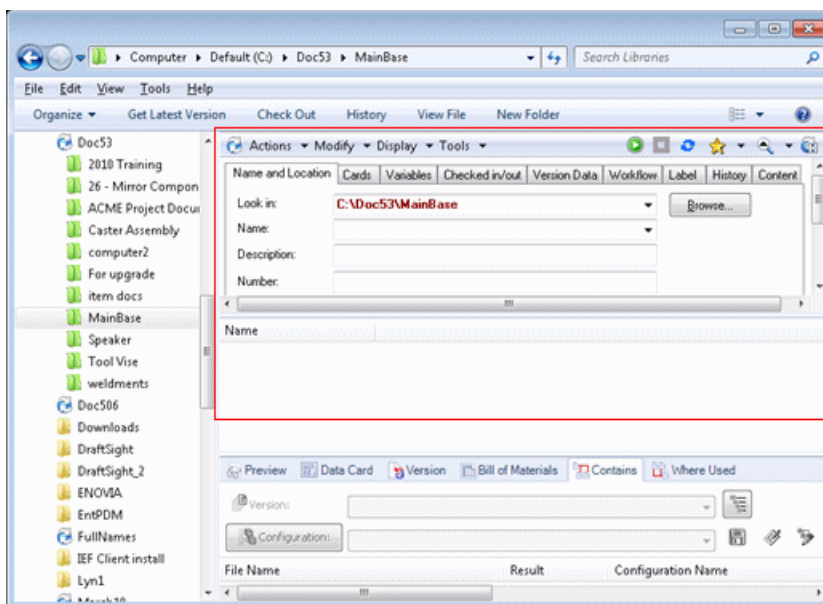 Computer Default (C:) Doc53 MainBase Search Libraries
File Edit View Tools Help
Organize Get Latest Version Check Out History View File New Folder
Doc53
2010 Training
26 - Mirror Compon
ACME Project Docu
Caster Assembly
computer2
For upgrade
item docs
MainBase
Speaker
Tool Vise
weldments
Doc506
Downloads
DraftSight
DraftSight_2
ENOVIA
EntPDM
FullNames
IEF Client install
Lyn1
Actions Modify Display Tools
Name and Location Cards Variables Checked in/out Version Data Workflow Label History Content
Look in: C:\Doc53\MainBase Browse...
Name:
Description:
Number:
Name
Preview Data Card Version Bill of Materials Contains Where Used
Version:
Configuration:
File Name Result Configuration Name